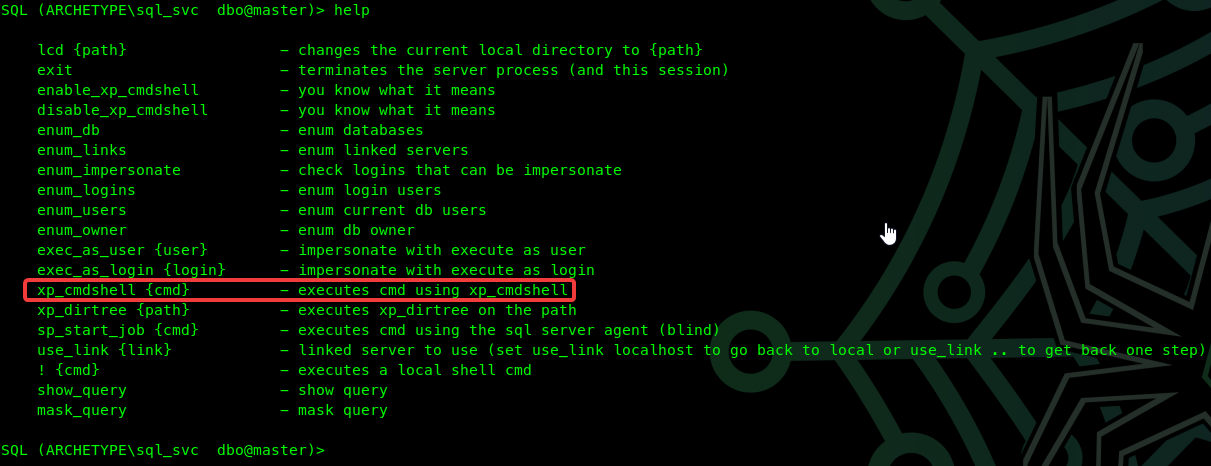 SQL (ARCHETYPE\sql_svc  dbo@master)> help
lcd {path}                 - changes the current local directory to {path}
exit                       - terminates the server process (and this session)
enable_xp_cmdshell         - you know what it means
disable_xp_cmdshell        - you know what it means
enum_db                    - enum databases
enum_links                 - enum linked servers
enum_impersonate           - check logins that can be impersonate
enum_logins                - enum login users
enum_users                 - enum current db users
enum_owner                 - enum db owner
exec_as_user {user}        - impersonate with execute as user
exec_as_login {login}      - impersonate with execute as login
xp_cmdshell {cmd}          - executes cmd using xp_cmdshell
xp_dirtree {path}          - executes xp_dirtree on the path
sp_start_job {cmd}         - executes cmd using the sql server agent (blind)
use_link {link}            - linked server to use (set use_link localhost to go back to local or use_link .. to get back one step)
! {cmd}                    - executes a local shell cmd
show_query                 - show query
mask_query                 - mask query
SQL (ARCHETYPE\sql_svc  dbo@master)>